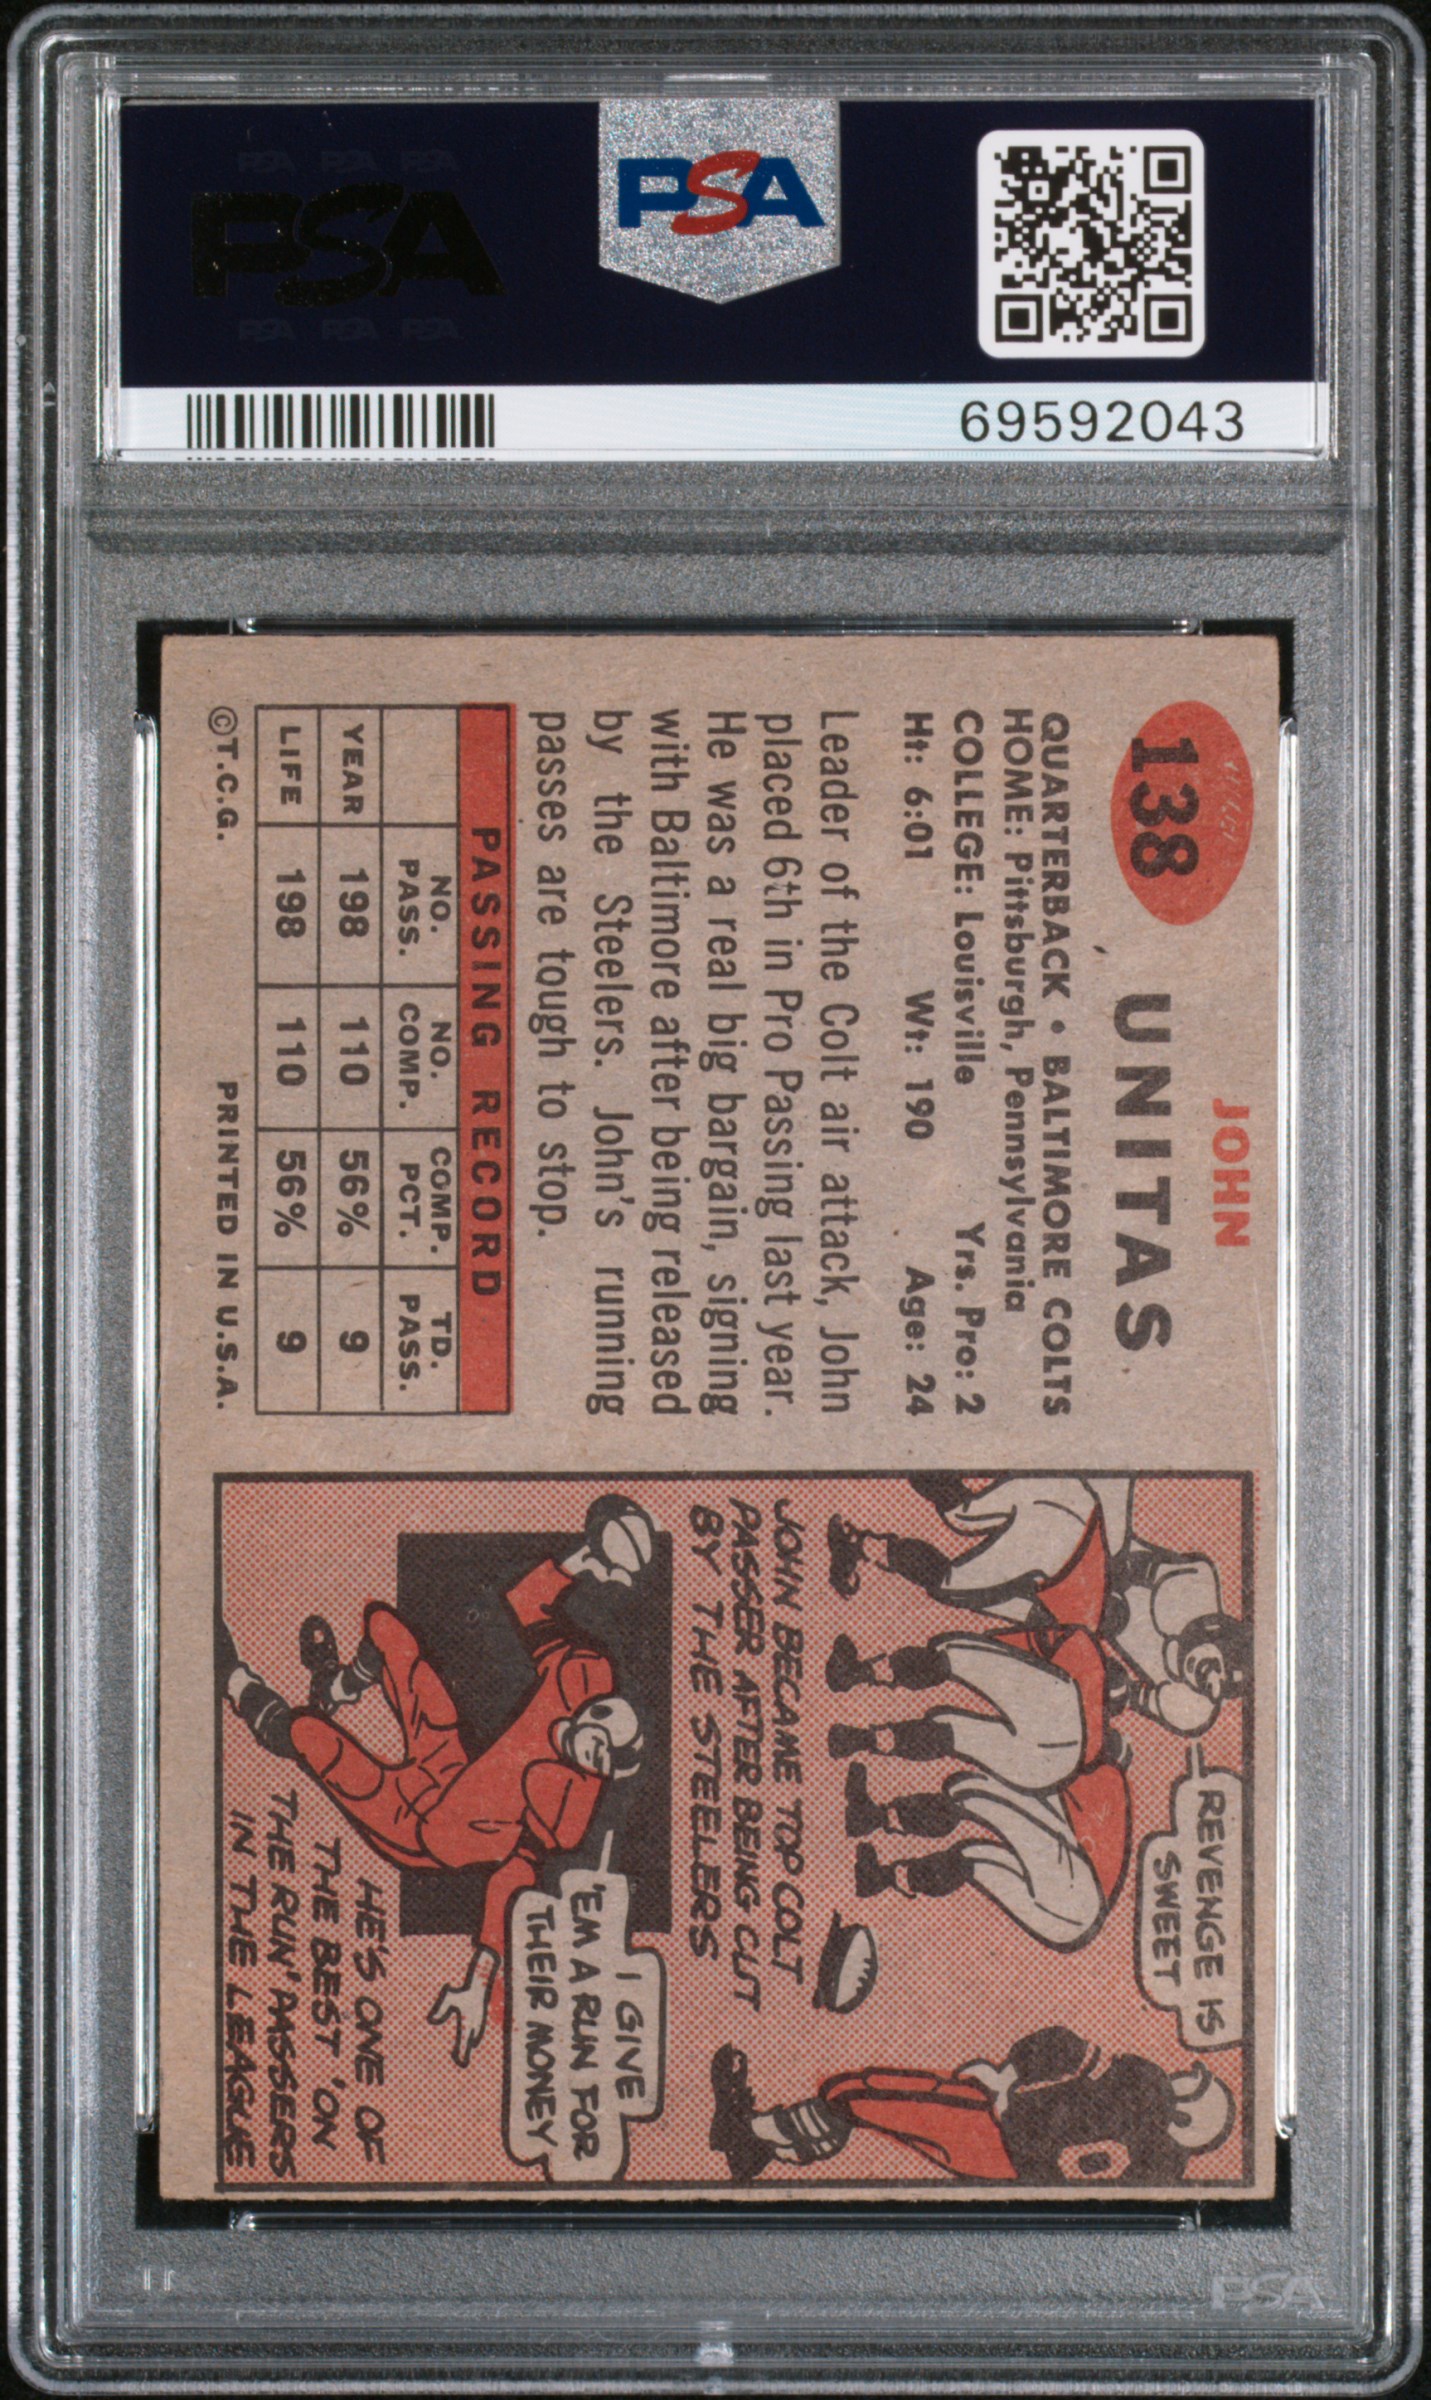 PSA PSA PSA
PSA
PSA PSA PSA
PSA
69592043
138
JOHN
UNITAS
QUARTERBACK • BALTIMORE COLTS
HOME: Pittsburgh, Pennsylvania
COLLEGE: Louisville Yrs. Pro: 2
Ht: 6:01 Wt: 190 Age: 24
Leader of the Colt air attack, John
placed 6th in Pro Passing last year.
He was a real big bargain, signing
with Baltimore after being released
by the Steelers. John's running
passes are tough to stop.
PASSING RECORD
NO. PASS. NO. COMP. COMP. PCT. TD. PASS.
YEAR 198 110 56% 9
LIFE 198 110 56% 9
©T.C.G. PRINTED IN U.S.A.
REVENGE IS
SWEET
JOHN BECAME TOP COLT
PASSER AFTER BEING CUT
BY THE STEELERS
I GIVE
'EM A RUN FOR
THEIR MONEY
HE'S ONE OF
THE BEST 'ON
THE RUN' PASSERS
IN THE LEAGUE
PSA